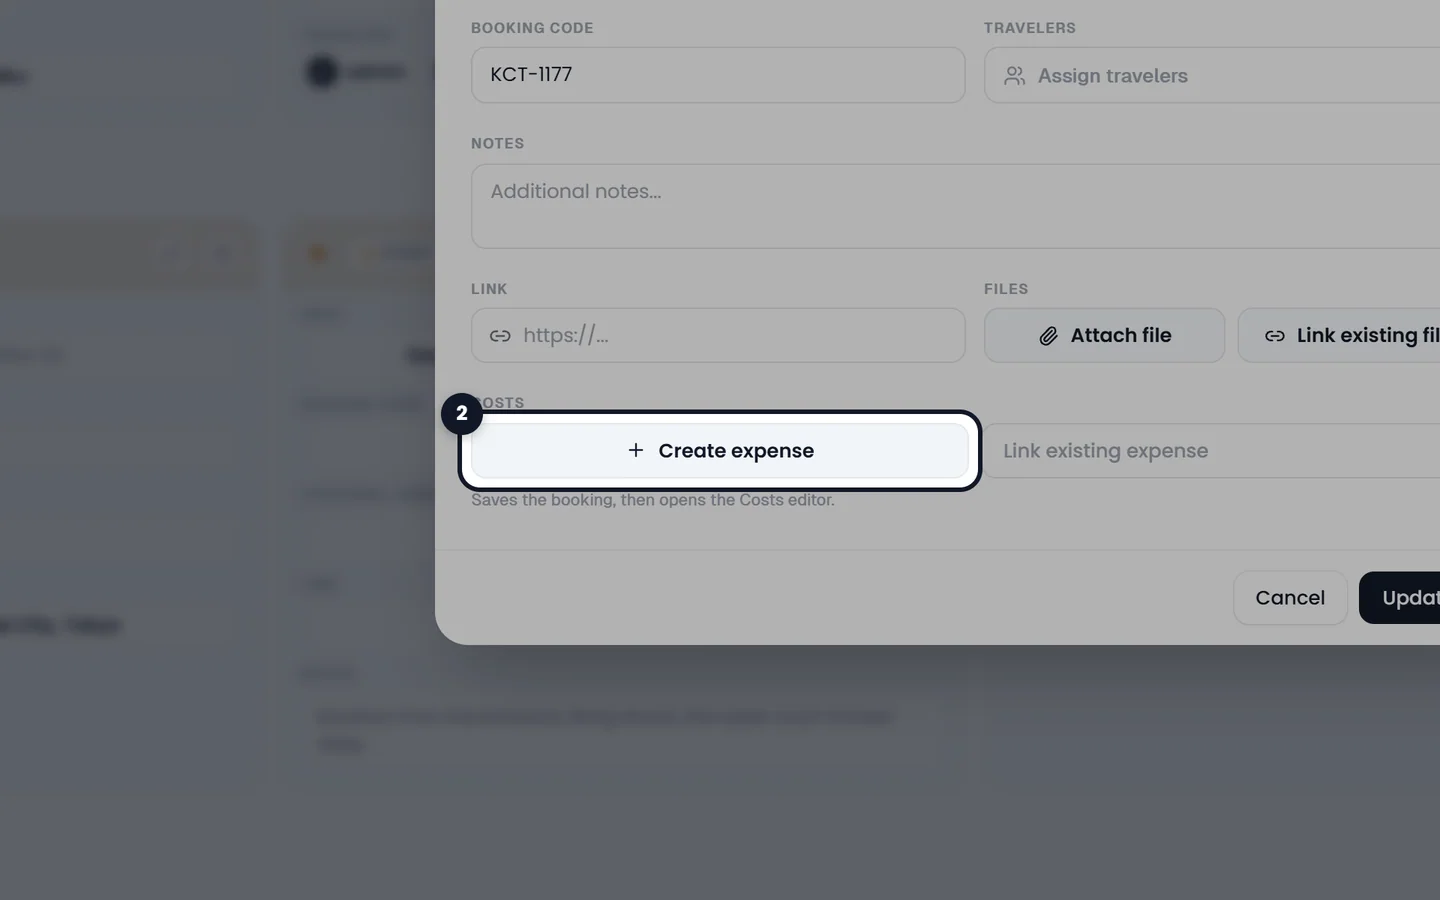 BOOKING CODE
TRAVELERS
KCT-1177
Assign travelers
NOTES
Additional notes...
LINK
FILES
https://...
Attach file
Link existing fil
2
OSTS
Create expense
Link existing expense
Saves the booking, then opens the Costs editor.
Cancel
Updat